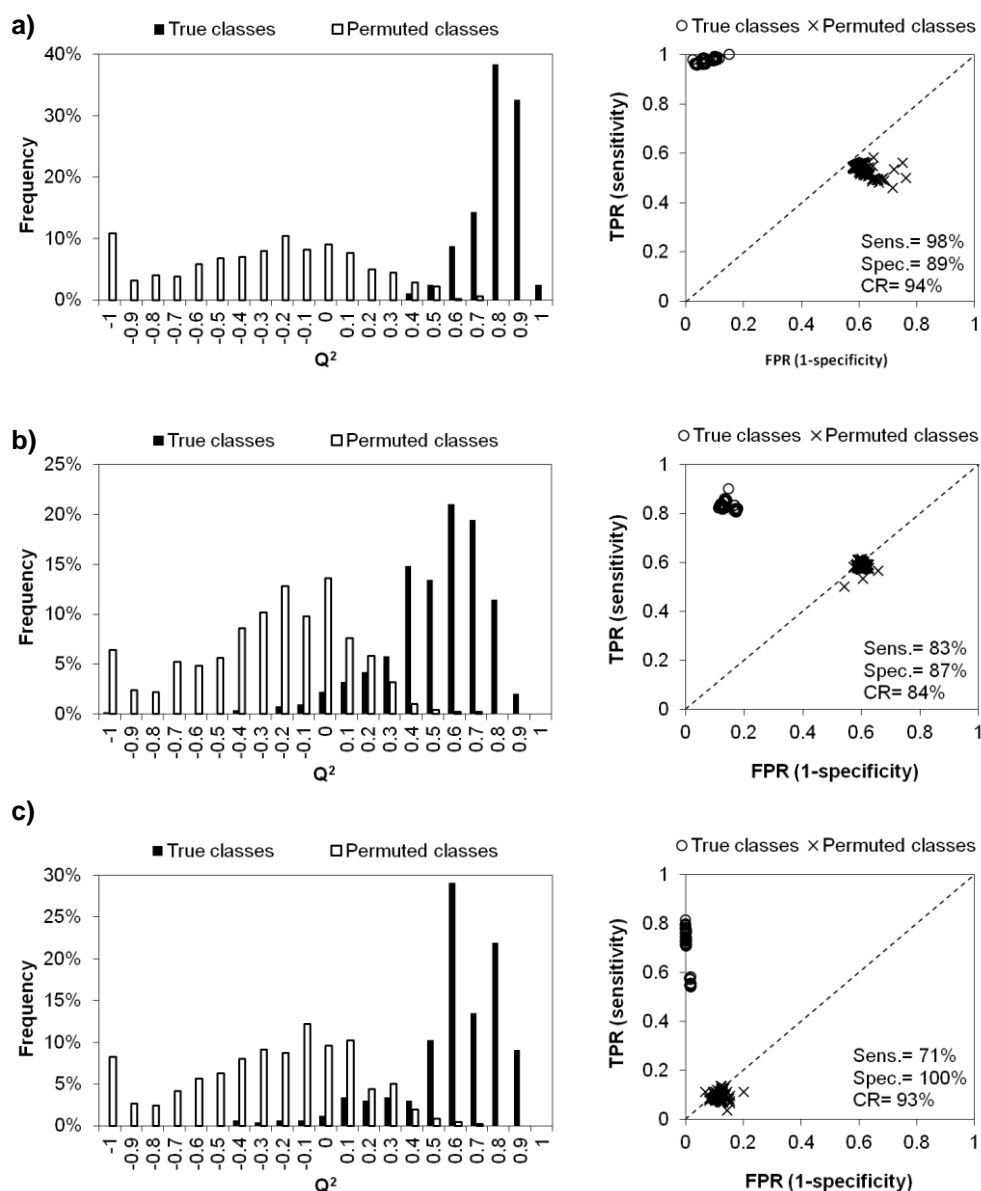 a)
■True classes □Permuted classes
Frequency
40%
30%
20%
10%
0%
-1 -0.9 -0.8 -0.7 -0.6 -0.5 -0.4 -0.3 -0.2 -0.1 0 0.1 0.2 0.3 0.4 0.5 0.6 0.7 0.8 0.9 1
Q²
○True classes ×Permuted classes
TPR (sensitivity)
1
0.8
0.6
0.4
0.2
0
Sens.= 98%
Spec.= 89%
CR= 94%
0 0.2 0.4 0.6 0.8 1
FPR (1-specificity)
b)
■True classes □Permuted classes
Frequency
25%
20%
15%
10%
5%
0%
-1 -0.9 -0.8 -0.7 -0.6 -0.5 -0.4 -0.3 -0.2 -0.1 0 0.1 0.2 0.3 0.4 0.5 0.6 0.7 0.8 0.9 1
Q²
○True classes ×Permuted classes
TPR (sensitivity)
1
0.8
0.6
0.4
0.2
0
Sens.= 83%
Spec.= 87%
CR= 84%
0 0.2 0.4 0.6 0.8 1
FPR (1-specificity)
c)
■True classes □Permuted classes
Frequency
30%
25%
20%
15%
10%
5%
0%
-1 -0.9 -0.8 -0.7 -0.6 -0.5 -0.4 -0.3 -0.2 -0.1 0 0.1 0.2 0.3 0.4 0.5 0.6 0.7 0.8 0.9 1
Q²
○True classes ×Permuted classes
TPR (sensitivity)
1
0.8
0.6
0.4
0.2
0
Sens.= 71%
Spec.= 100%
CR= 93%
0 0.2 0.4 0.6 0.8 1
FPR (1-specificity)